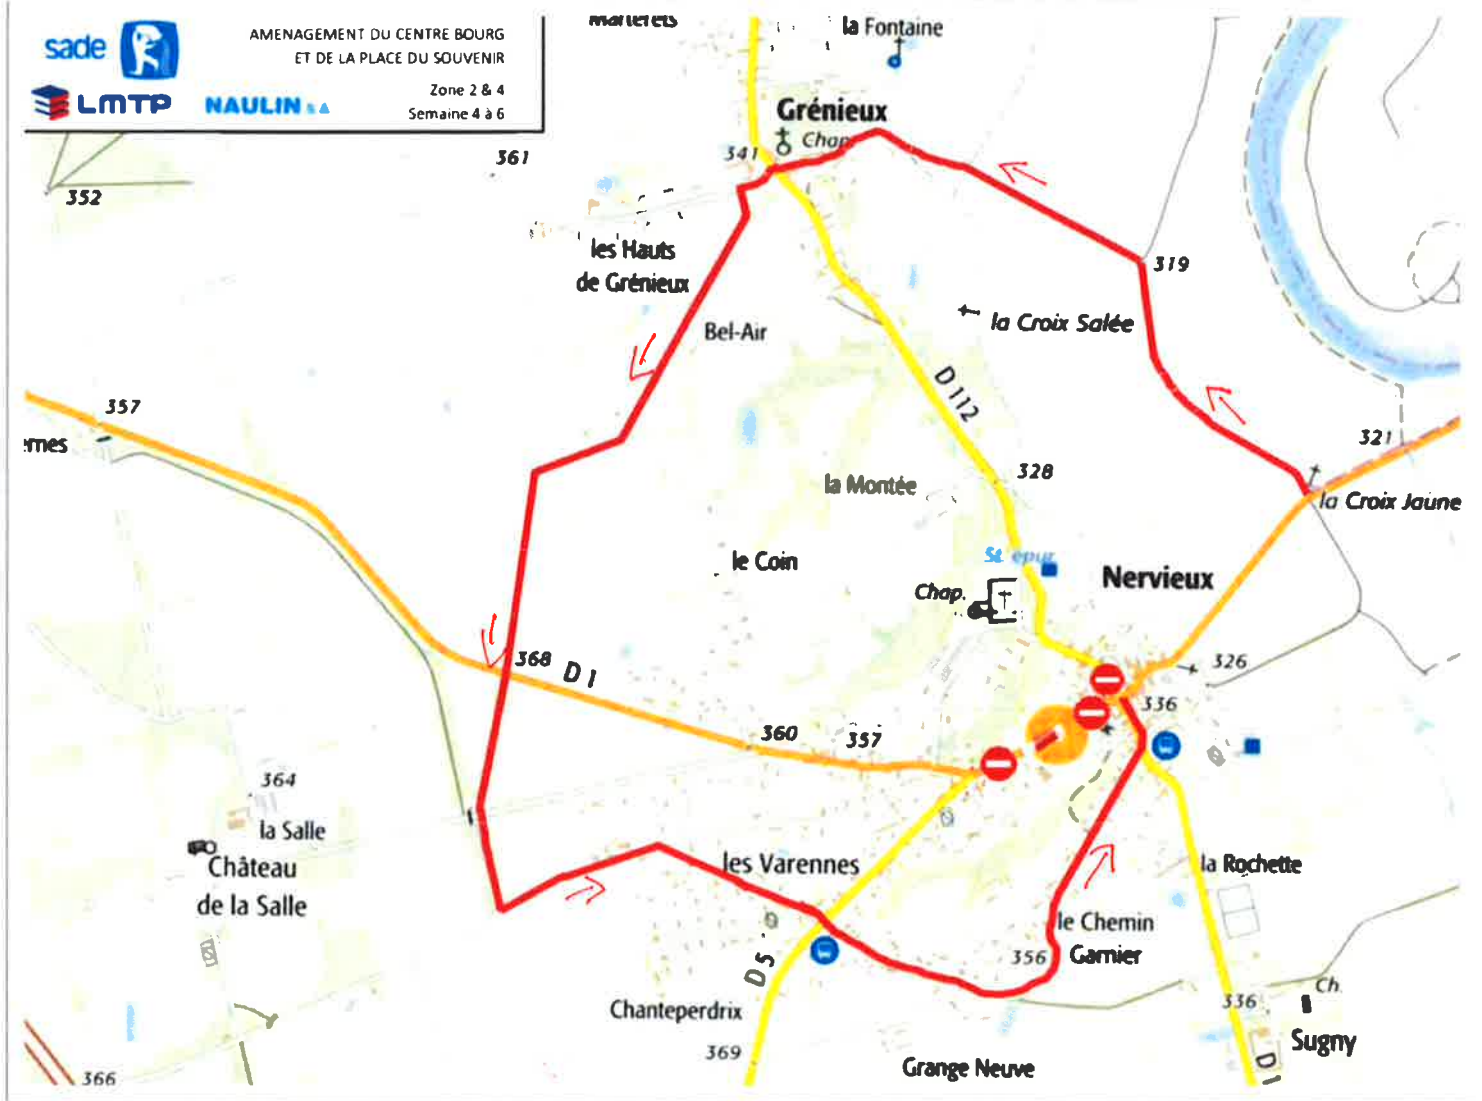 sade
AMENAGEMENT DU CENTRE BOURG
ET DE LA PLACE DU SOUVENIR
LMTP
NAULIN
Zone 2 & 4
Semaine 4 à 6
la Fontaine
Grénieux
Chap.
341
361
352
les Hauts
de Grénieux
Bel-Air
319
la Croix Salée
D 112
357
321
328
la Montée
la Croix Jaune
le Coin
Nervieux
Chap.
326
368
D 1
336
360
357
364
la Salle
Château
de la Salle
les Varennes
la Rochette
le Chemin
Garnier
356
D 5
Chanteperdrix
336
Ch.
Sugny
369
Grange Neuve
D 1
366